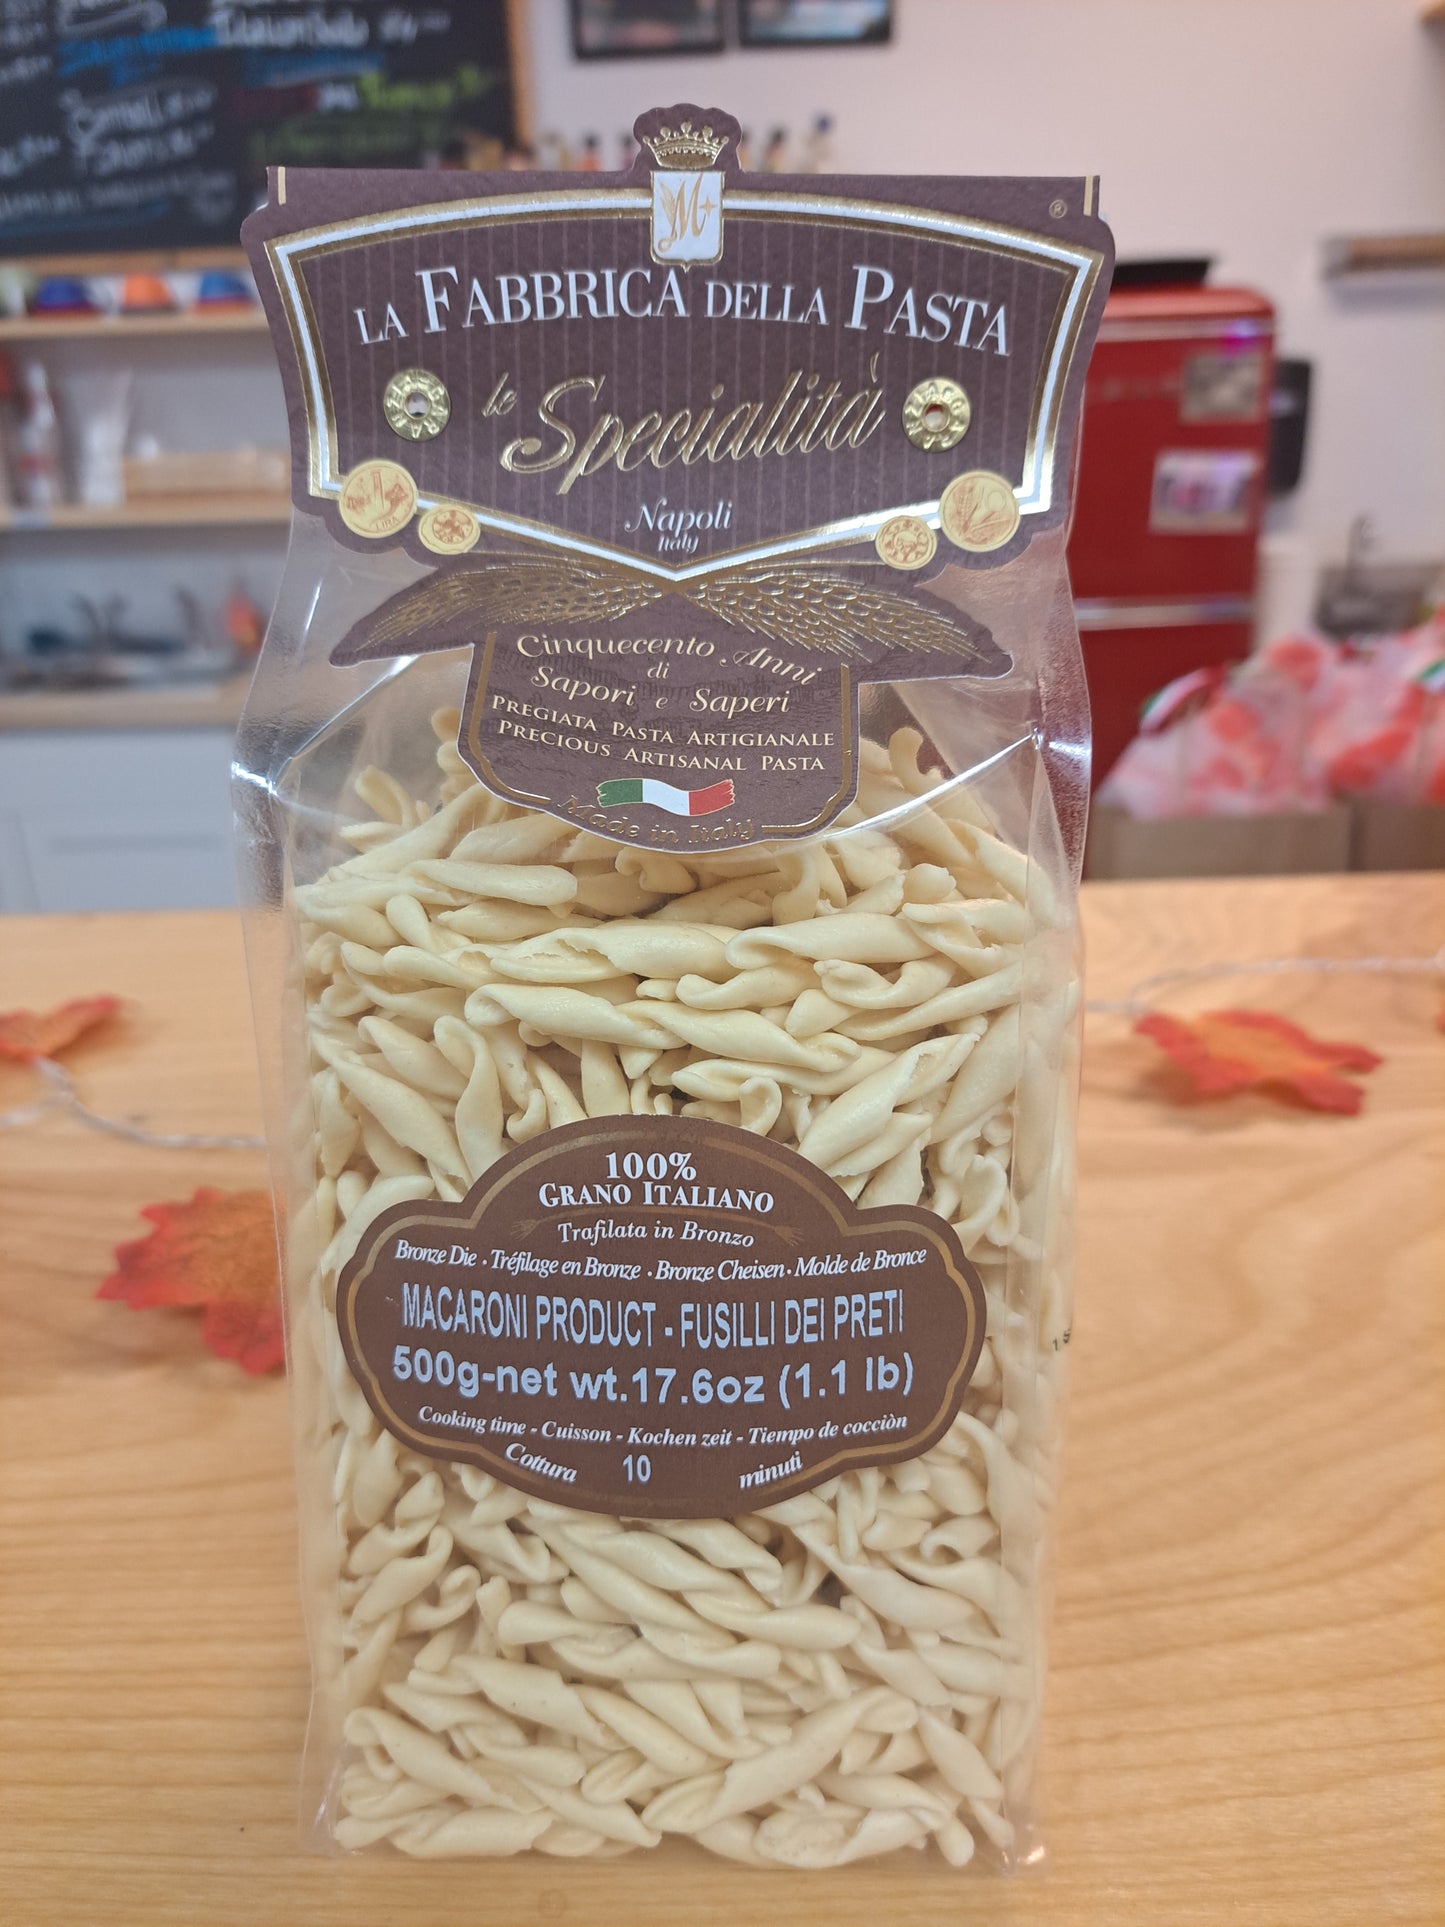 M
®
LA FABBRICA DELLA PASTA
le Specialità
LIRA
Napoli
Italy
Cinquecento Anni
di
Sapori e Saperi
PREGIATA PASTA ARTIGIANALE
PRECIOUS ARTISANAL PASTA
Made in Italy
100%
GRANO ITALIANO
Trafilata in Bronzo
Bronze Die · Tréfilage en Bronze · Bronze Cheisen · Molde de Bronce
MACARONI PRODUCT - FUSILLI DEI PRETI
500g-net wt.17.6oz (1.1 lb)
Cooking time - Cuisson - Kochen zeit - Tiempo de cocciòn
Cottura 10 minuti